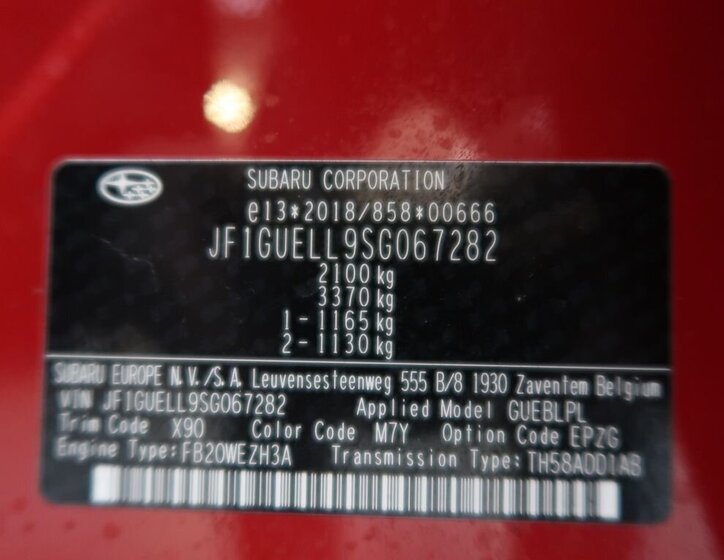 SUBARU CORPORATION
e13*2018/858*00666
JF1GUELL9SG067282
2100 kg
3370 kg
1 - 1165 kg
2 - 1130 kg
SUBARU EUROPE N.V./S.A. Leuvensesteenweg 555 B/8 1930 Zaventem Belgium
VIN JF1GUELL9SG067282 Applied Model GUEBLPL
Trim Code X90 Color Code M7Y Option Code EPZG
Engine Type: FB20WEZH3A Transmission Type: TH58ADD1AB